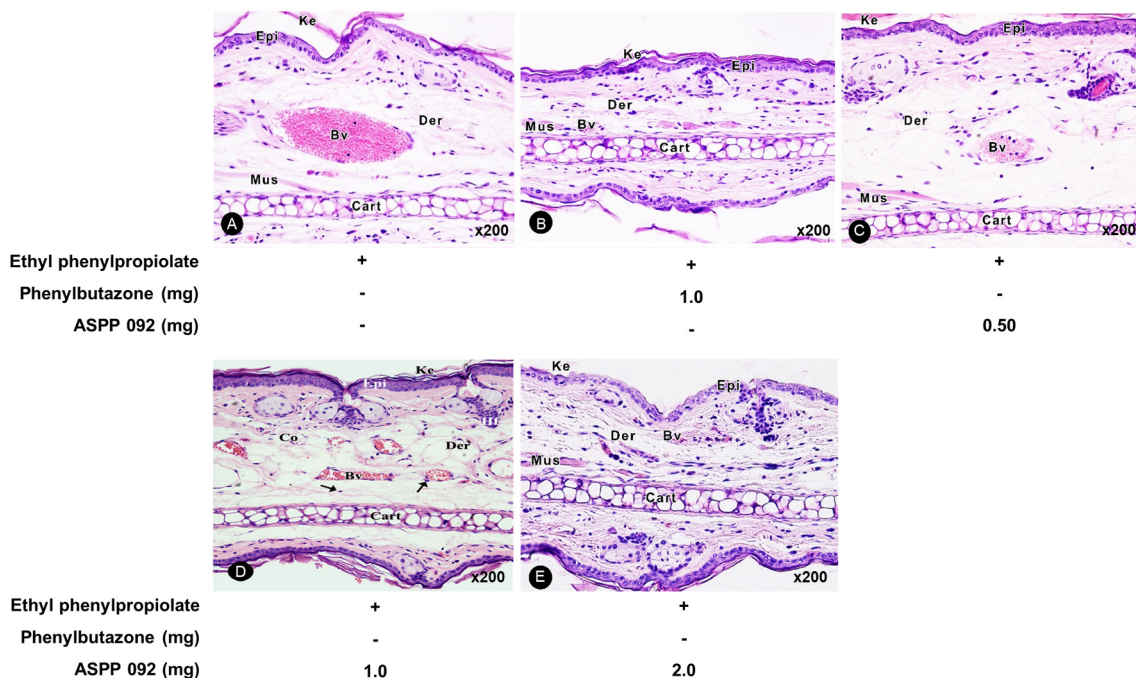 Ke
Epi
Bv
Der
Mus
Cart
A
x200
Ke
Epi
Der
Mus
Bv
Cart
B
x200
Ke
Epi
Der
Bv
Mus
Cart
C
x200
Ethyl phenylpropiolate + + +
Phenylbutazone (mg) - 1.0 -
ASPP 092 (mg) - - 0.50
Ke
Epi
Hf
Co
Der
Bv
Cart
D
x200
Ke
Epi
Der
Bv
Mus
Cart
E
x200
Ethyl phenylpropiolate + +
Phenylbutazone (mg) - -
ASPP 092 (mg) 1.0 2.0